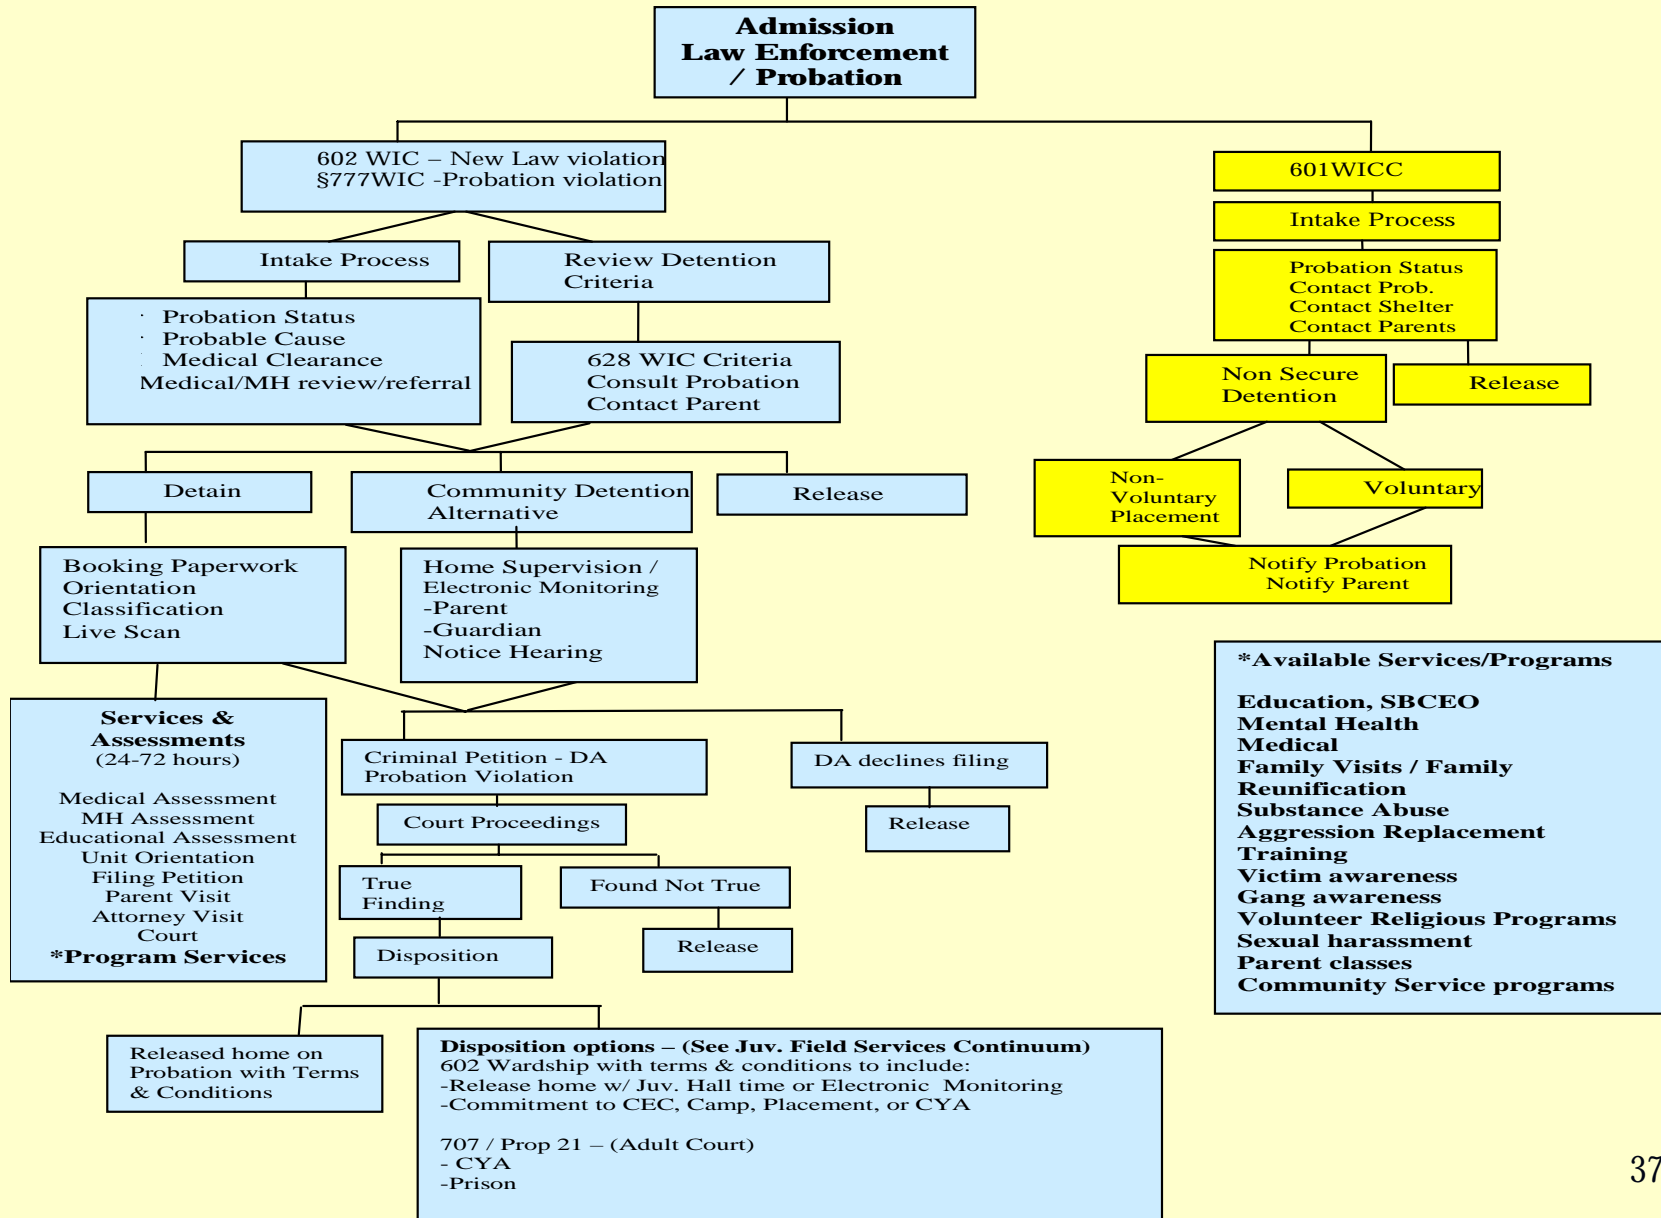 Admission
Law Enforcement
/ Probation
602 WIC – New Law violation
§777WIC -Probation violation
601WICC
Intake Process
Review Detention
Criteria
Intake Process
· Probation Status
· Probable Cause
· Medical Clearance
Medical/MH review/referral
628 WIC Criteria
Consult Probation
Contact Parent
Probation Status
Contact Prob.
Contact Shelter
Contact Parents
Non Secure
Detention
Release
Detain
Community Detention
Alternative
Release
Non-
Voluntary
Placement
Voluntary
Booking Paperwork
Orientation
Classification
Live Scan
Home Supervision /
Electronic Monitoring
-Parent
-Guardian
Notice Hearing
Notify Probation
Notify Parent
Services &
Assessments
(24-72 hours)
Medical Assessment
MH Assessment
Educational Assessment
Unit Orientation
Filing Petition
Parent Visit
Attorney Visit
Court
*Program Services
Criminal Petition - DA
Probation Violation
DA declines filing
Court Proceedings
Release
True
Finding
Found Not True
Disposition
Release
*Available Services/Programs
Education, SBCEO
Mental Health
Medical
Family Visits / Family
Reunification
Substance Abuse
Aggression Replacement
Training
Victim awareness
Gang awareness
Volunteer Religious Programs
Sexual harassment
Parent classes
Community Service programs
Released home on
Probation with Terms
& Conditions
Disposition options – (See Juv. Field Services Continuum)
602 Wardship with terms & conditions to include:
-Release home w/ Juv. Hall time or Electronic Monitoring
-Commitment to CEC, Camp, Placement, or CYA
707 / Prop 21 – (Adult Court)
- CYA
-Prison
37